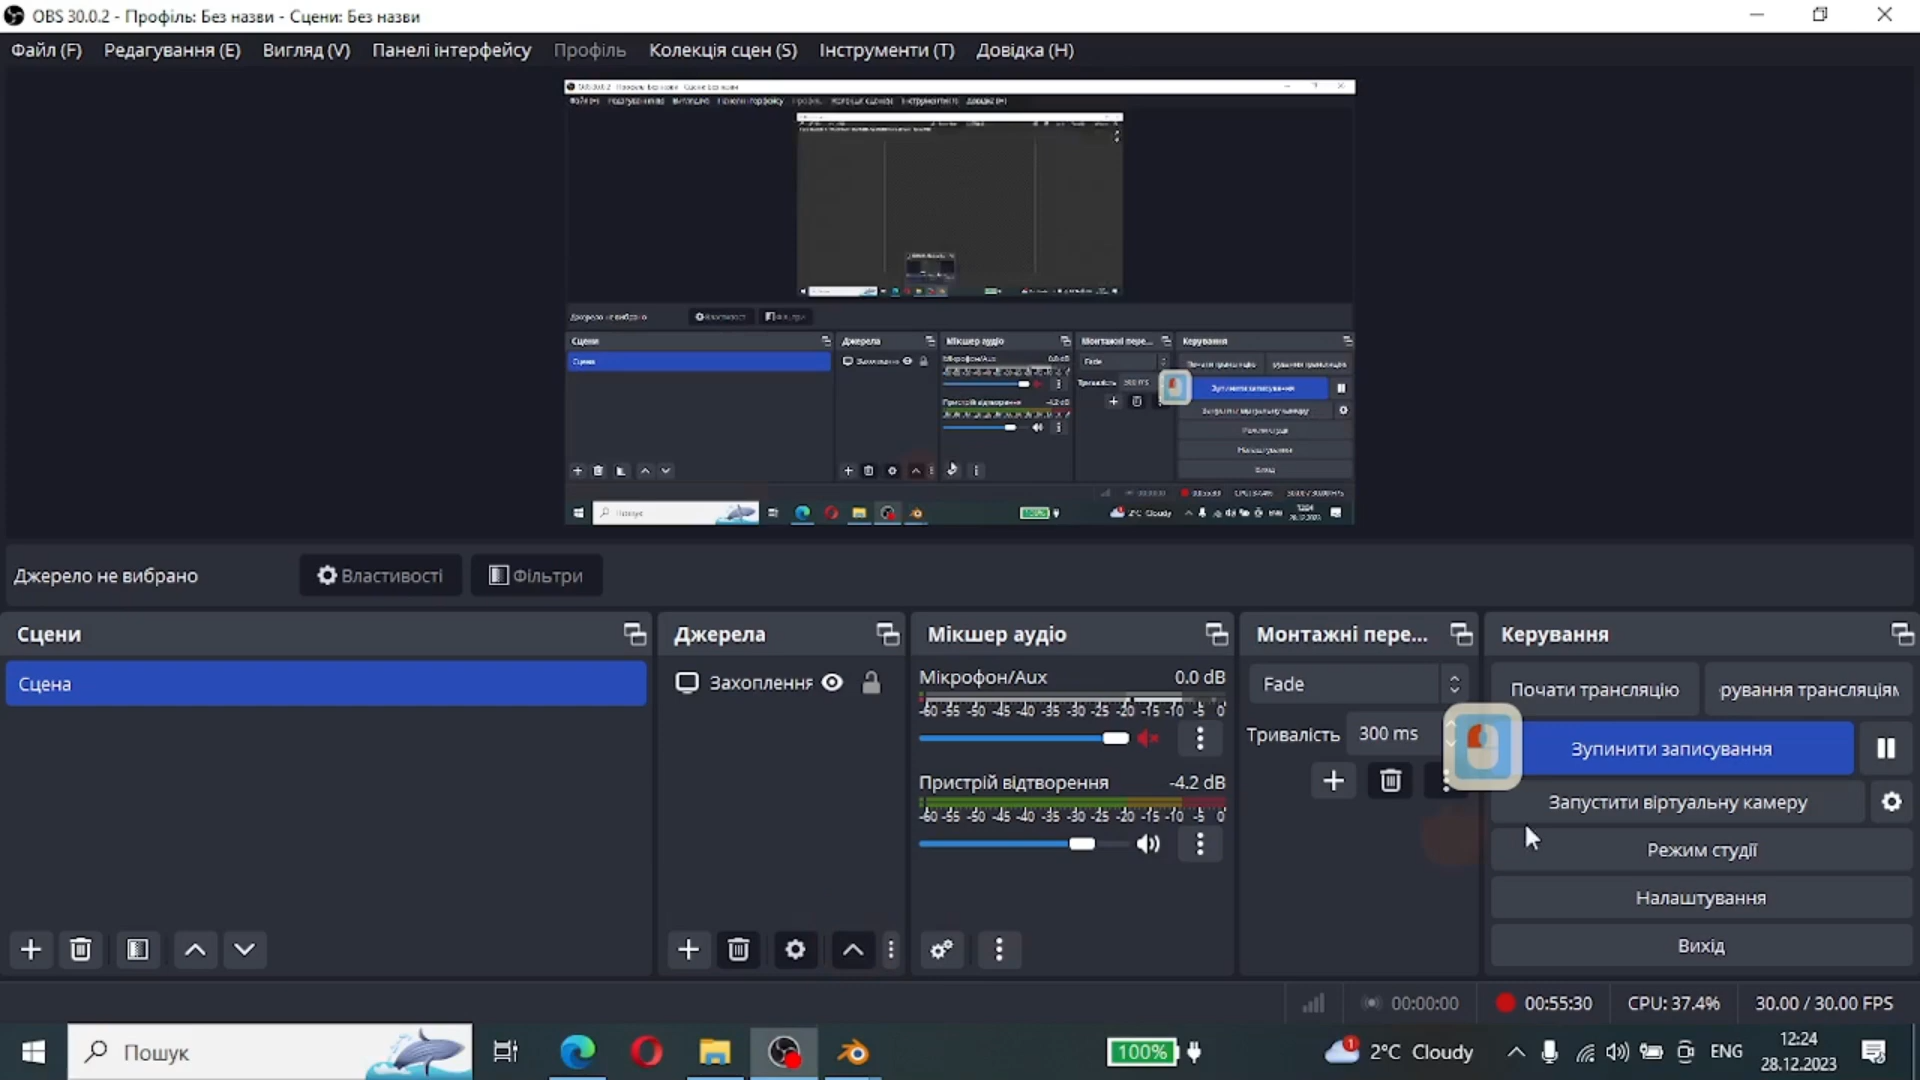 OBS 30.0.2 - Профіль: Без назви - Сцени: Без назви
Файл (F) Редагування (E) Вигляд (V) Панелі інтерфейсу Профіль Колекція сцен (S) Інструменти (T) Довідка (H)
Джерело не вибрано Властивості Фільтри
Сцени Джерела Мікшер аудіо Монтажні пере... Керування
Сцена
Захоплення
Мікрофон/Aux 0.0 dB
-60 -55 -50 -45 -40 -35 -30 -25 -20 -15 -10 -5 0
Пристрій відтворення -4.2 dB
-60 -55 -50 -45 -40 -35 -30 -25 -20 -15 -10 -5 0
Fade
Тривалість 300 ms
Почати трансляцію
Зупинити записування
Запустити віртуальну камеру
Режим студії
Налаштування
Вихід
00:00:00 00:55:30 CPU: 37.4% 30.00 / 30.00 FPS
Пошук 100% 1 2°C Cloudy ENG 12:24
28.12.2023